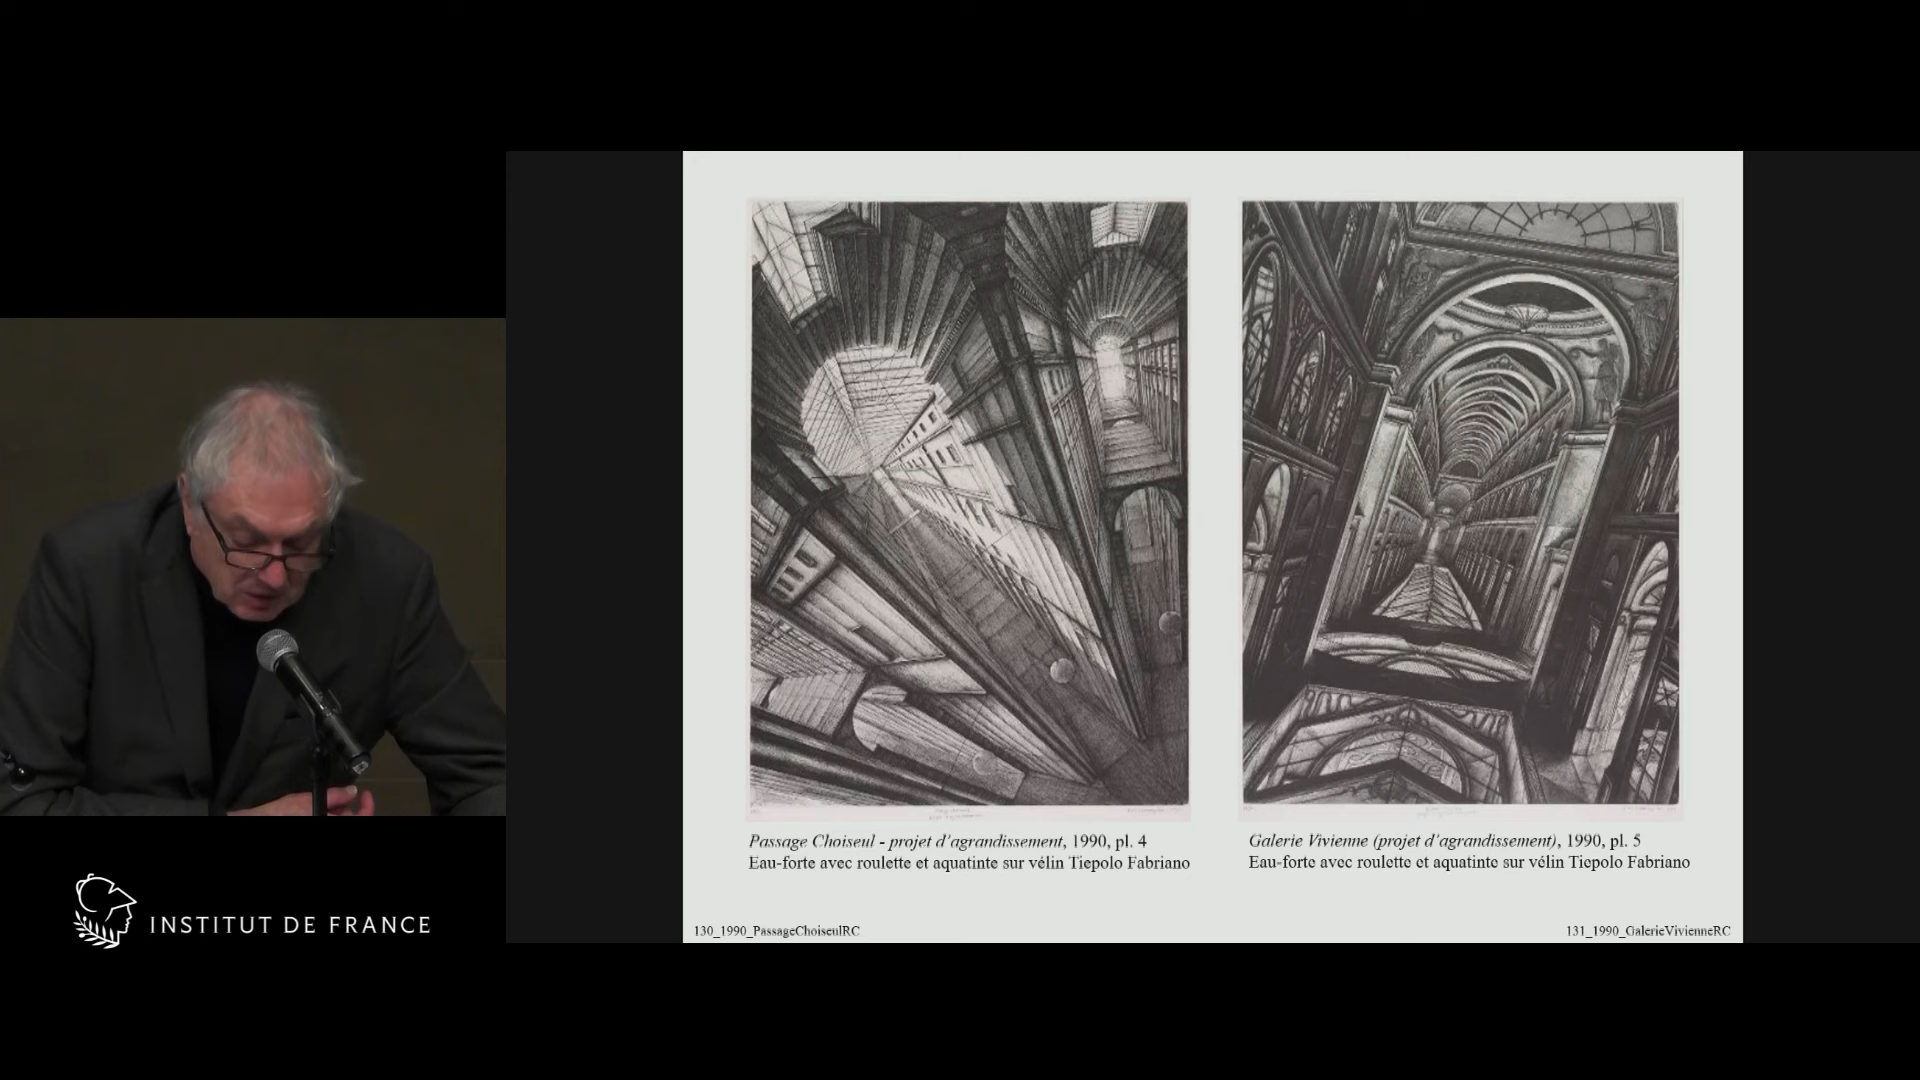 Passage Choiseul - projet d'agrandissement, 1990, pl. 4
Eau-forte avec roulette et aquatinte sur vélin Tiepolo Fabriano
Galerie Vivienne (projet d'agrandissement), 1990, pl. 5
Eau-forte avec roulette et aquatinte sur vélin Tiepolo Fabriano
130_1990_PassageChoiseulRC
131_1990_GalerieVivienneRC
INSTITUT DE FRANCE